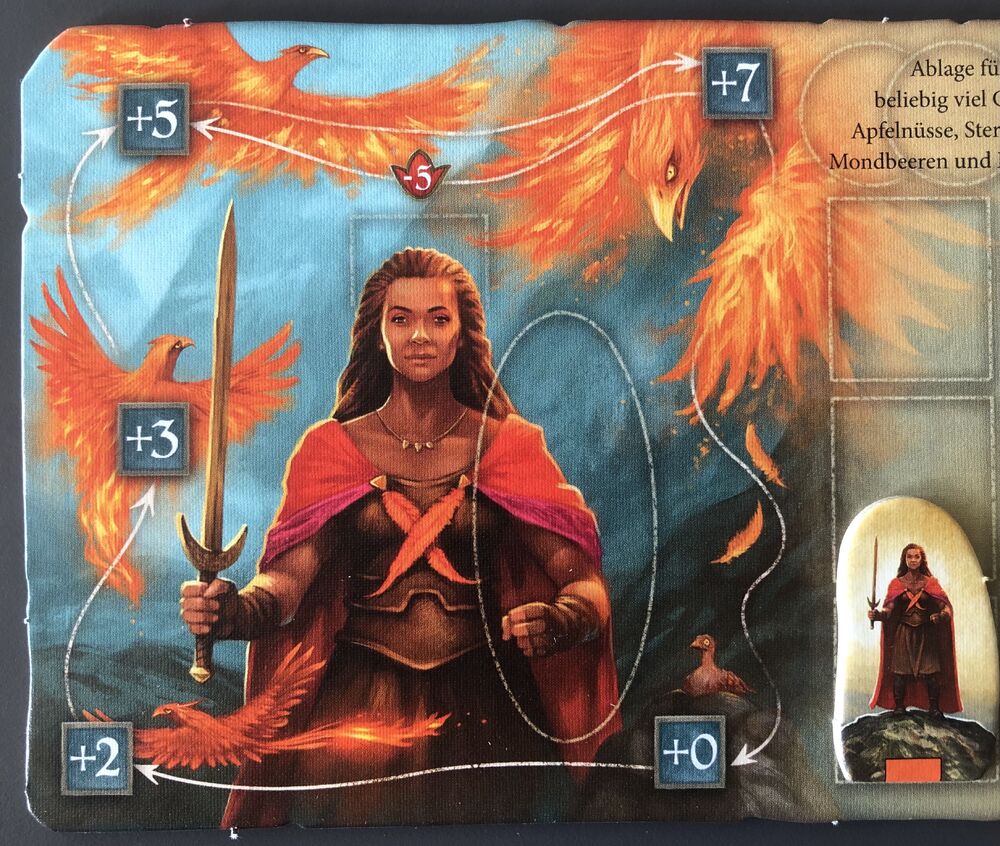 +5
+7
-5
+3
+2
+0
Ablage fü
beliebig viel
Apfelnüsse, Ster
Mondbeeren und